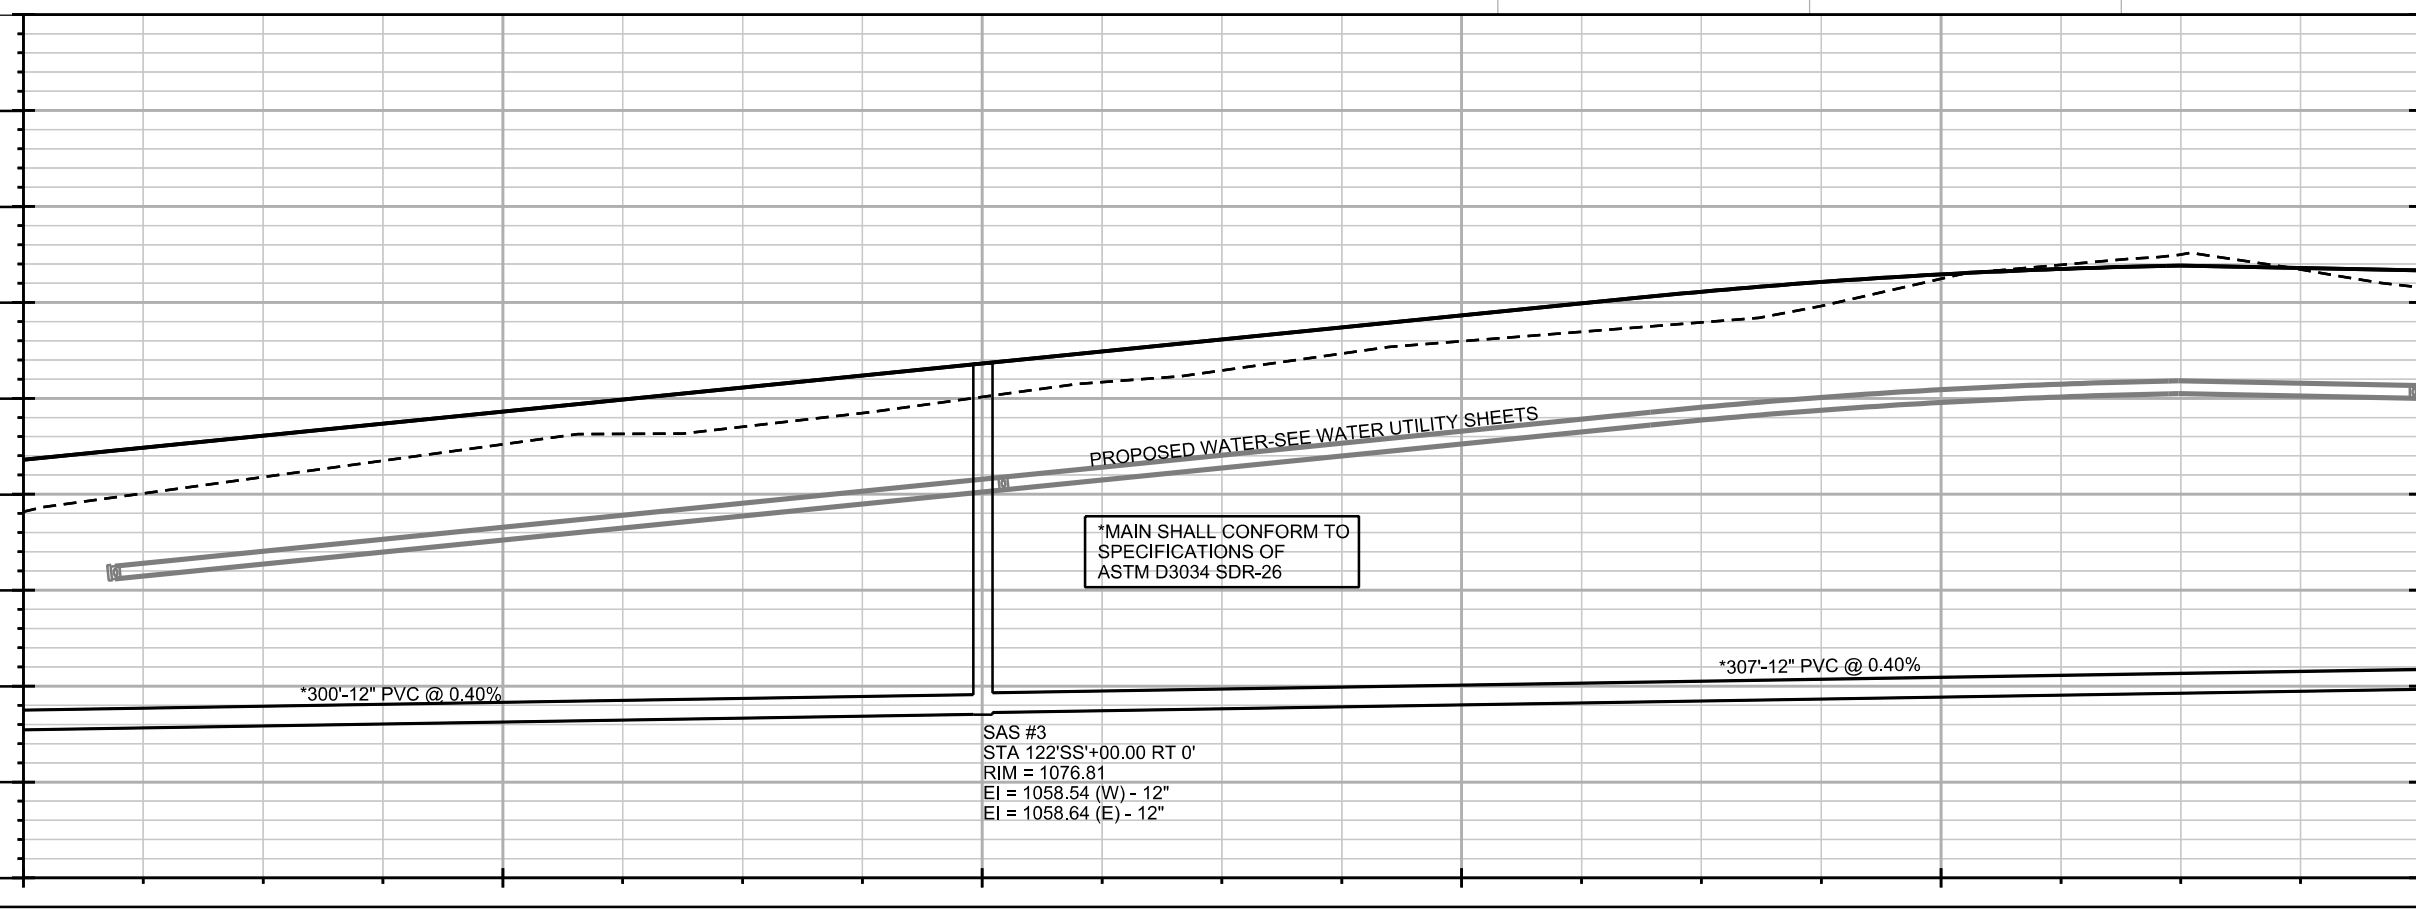 PROPOSED WATER-SEE WATER UTILITY SHEETS
*MAIN SHALL CONFORM TO
SPECIFICATIONS OF
ASTM D3034 SDR-26
*307'-12" PVC @ 0.40%
*300'-12" PVC @ 0.40%
SAS #3
STA 122'SS'+00.00 RT 0'
RIM = 1076.81
EI = 1058.54 (W) - 12"
EI = 1058.64 (E) - 12"